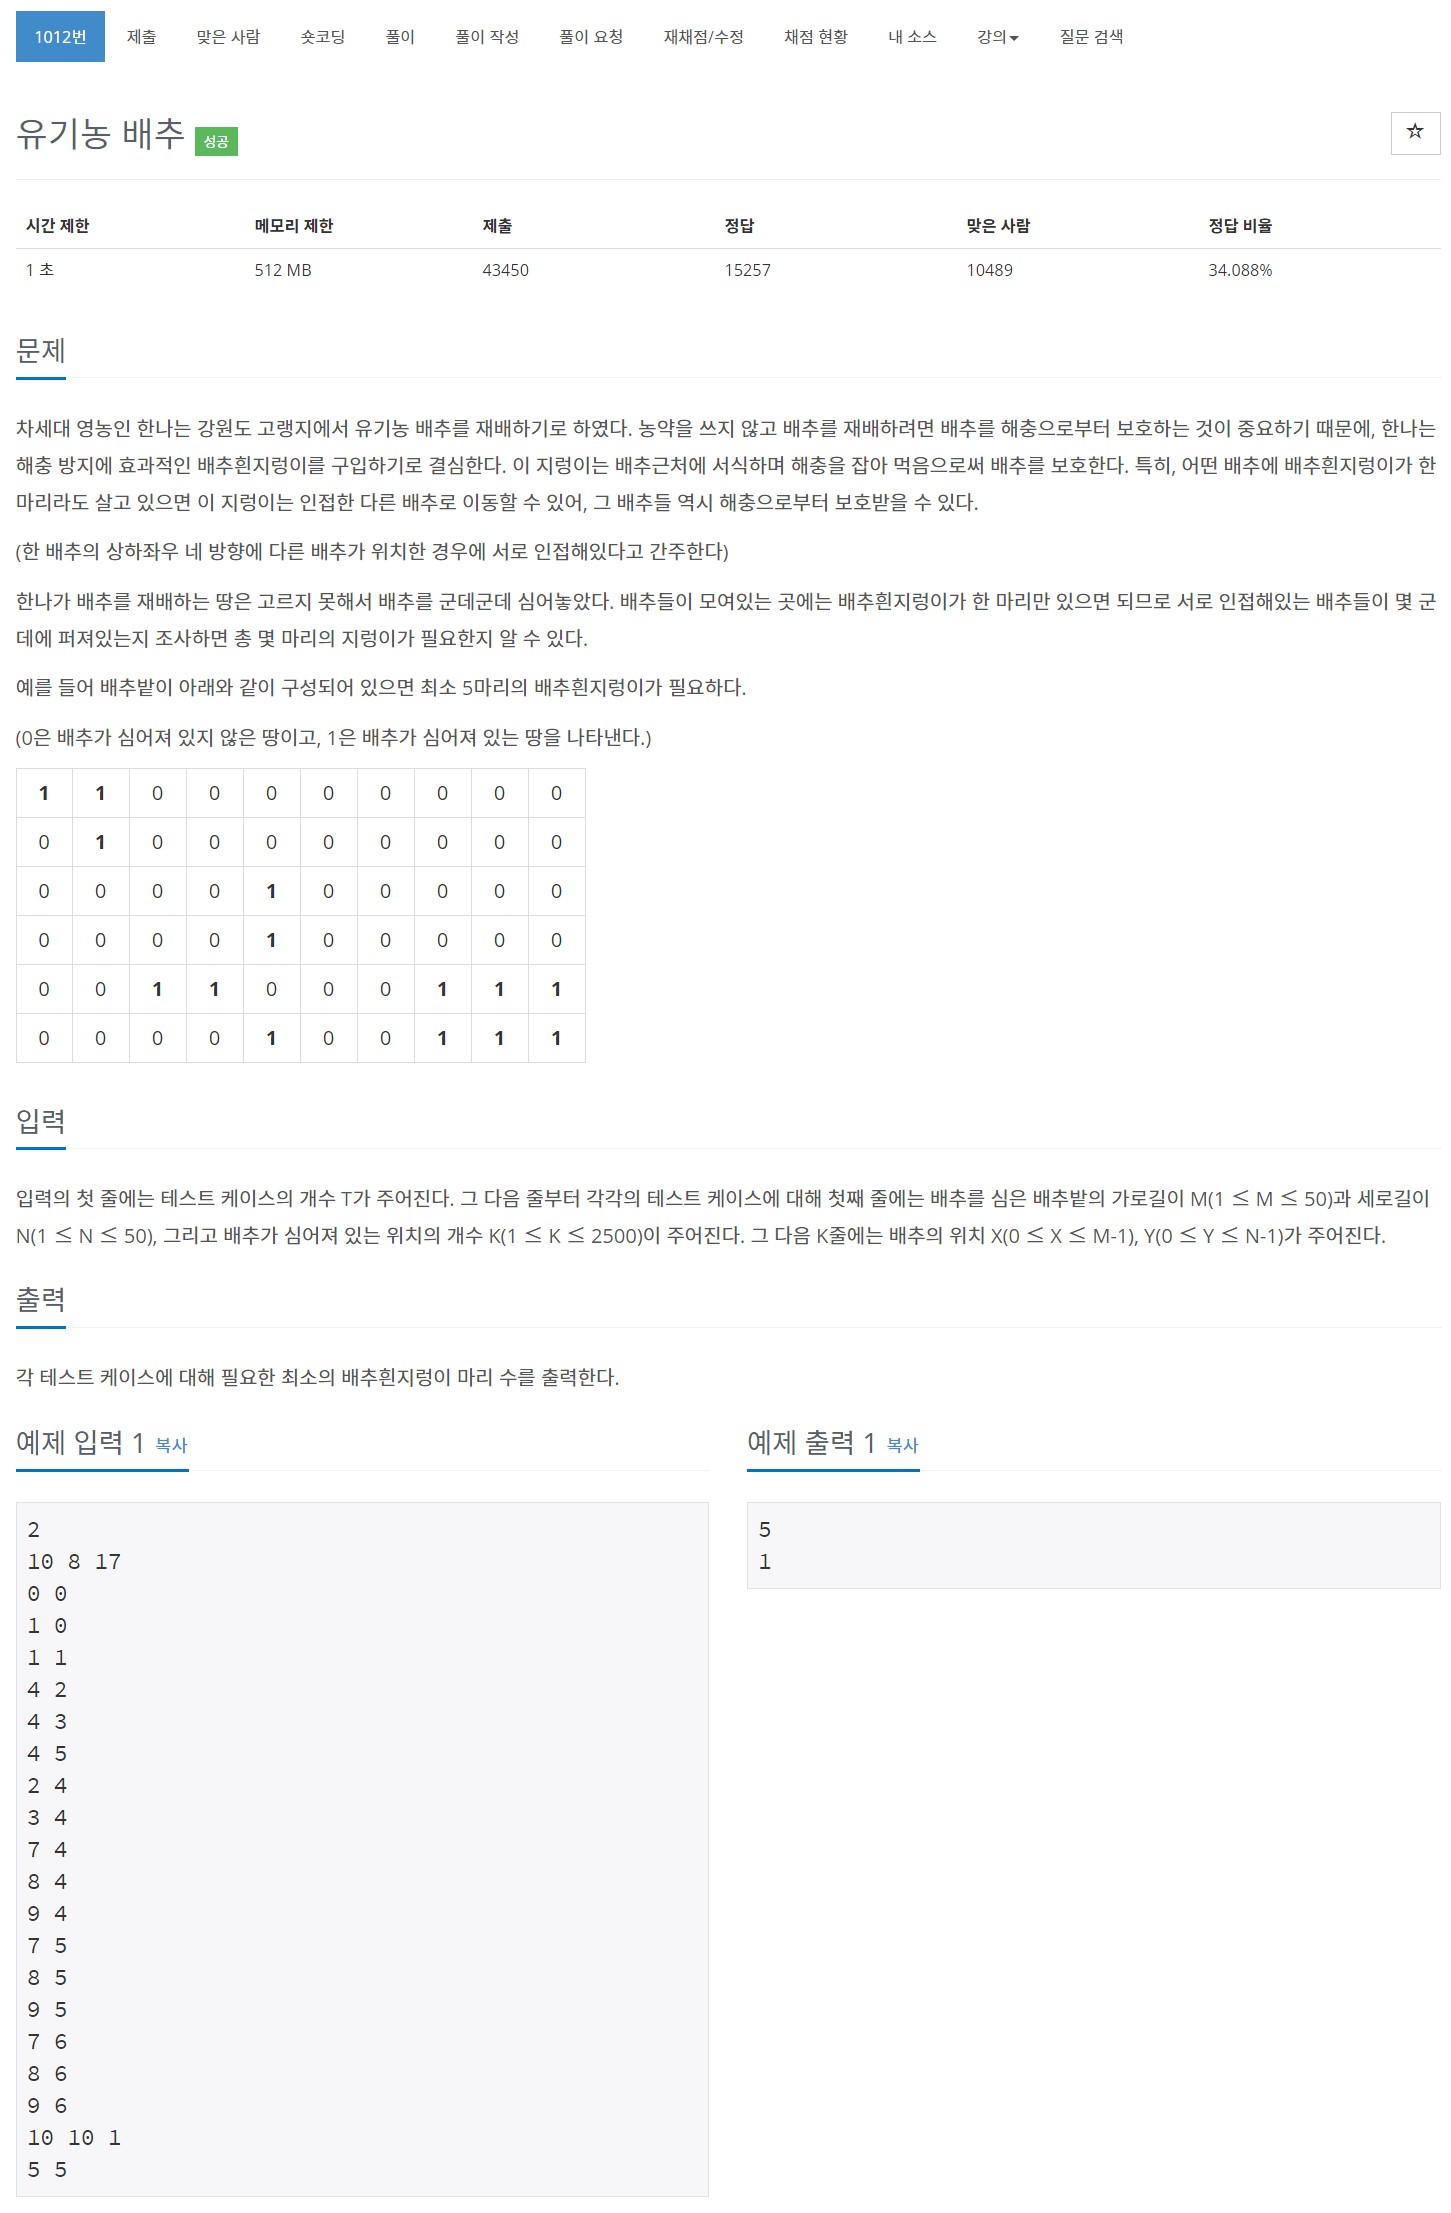 1012번 제출 맞은 사람 숏코딩 풀이 풀이 작성 풀이 요청 재채점/수정 채점 현황 내 소스 강의 질문 검색
유기농 배추 성공 ☆
시간 제한 메모리 제한 제출 정답 맞은 사람 정답 비율
1 초 512 MB 43450 15257 10489 34.088%
문제
차세대 영농인 한나는 강원도 고랭지에서 유기농 배추를 재배하기로 하였다. 농약을 쓰지 않고 배추를 재배하려면 배추를 해충으로부터 보호하는 것이 중요하기 때문에, 한나는
해충 방지에 효과적인 배추흰지렁이를 구입하기로 결심한다. 이 지렁이는 배추근처에 서식하며 해충을 잡아 먹음으로써 배추를 보호한다. 특히, 어떤 배추에 배추흰지렁이가 한
마리라도 살고 있으면 이 지렁이는 인접한 다른 배추로 이동할 수 있어, 그 배추들 역시 해충으로부터 보호받을 수 있다.
(한 배추의 상하좌우 네 방향에 다른 배추가 위치한 경우에 서로 인접해있다고 간주한다)
한나가 배추를 재배하는 땅은 고르지 못해서 배추를 군데군데 심어놓았다. 배추들이 모여있는 곳에는 배추흰지렁이가 한 마리만 있으면 되므로 서로 인접해있는 배추들이 몇 군
데에 퍼져있는지 조사하면 총 몇 마리의 지렁이가 필요한지 알 수 있다.
예를 들어 배추밭이 아래와 같이 구성되어 있으면 최소 5마리의 배추흰지렁이가 필요하다.
(0은 배추가 심어져 있지 않은 땅이고, 1은 배추가 심어져 있는 땅을 나타낸다.)
1 1 0 0 0 0 0 0 0 0
0 1 0 0 0 0 0 0 0 0
0 0 0 0 1 0 0 0 0 0
0 0 0 0 1 0 0 0 0 0
0 0 1 1 0 0 0 1 1 1
0 0 0 0 1 0 0 1 1 1
입력
입력의 첫 줄에는 테스트 케이스의 개수 T가 주어진다. 그 다음 줄부터 각각의 테스트 케이스에 대해 첫째 줄에는 배추를 심은 배추밭의 가로길이 M(1 ≤ M ≤ 50)과 세로길이
N(1 ≤ N ≤ 50), 그리고 배추가 심어져 있는 위치의 개수 K(1 ≤ K ≤ 2500)이 주어진다. 그 다음 K줄에는 배추의 위치 X(0 ≤ X ≤ M-1), Y(0 ≤ Y ≤ N-1)가 주어진다.
출력
각 테스트 케이스에 대해 필요한 최소의 배추흰지렁이 마리 수를 출력한다.
예제 입력 1 복사
2
10 8 17
0 0
1 0
1 1
4 2
4 3
4 5
2 4
3 4
7 4
8 4
9 4
7 5
8 5
9 5
7 6
8 6
9 6
10 10 1
5 5
예제 출력 1 복사
5
1